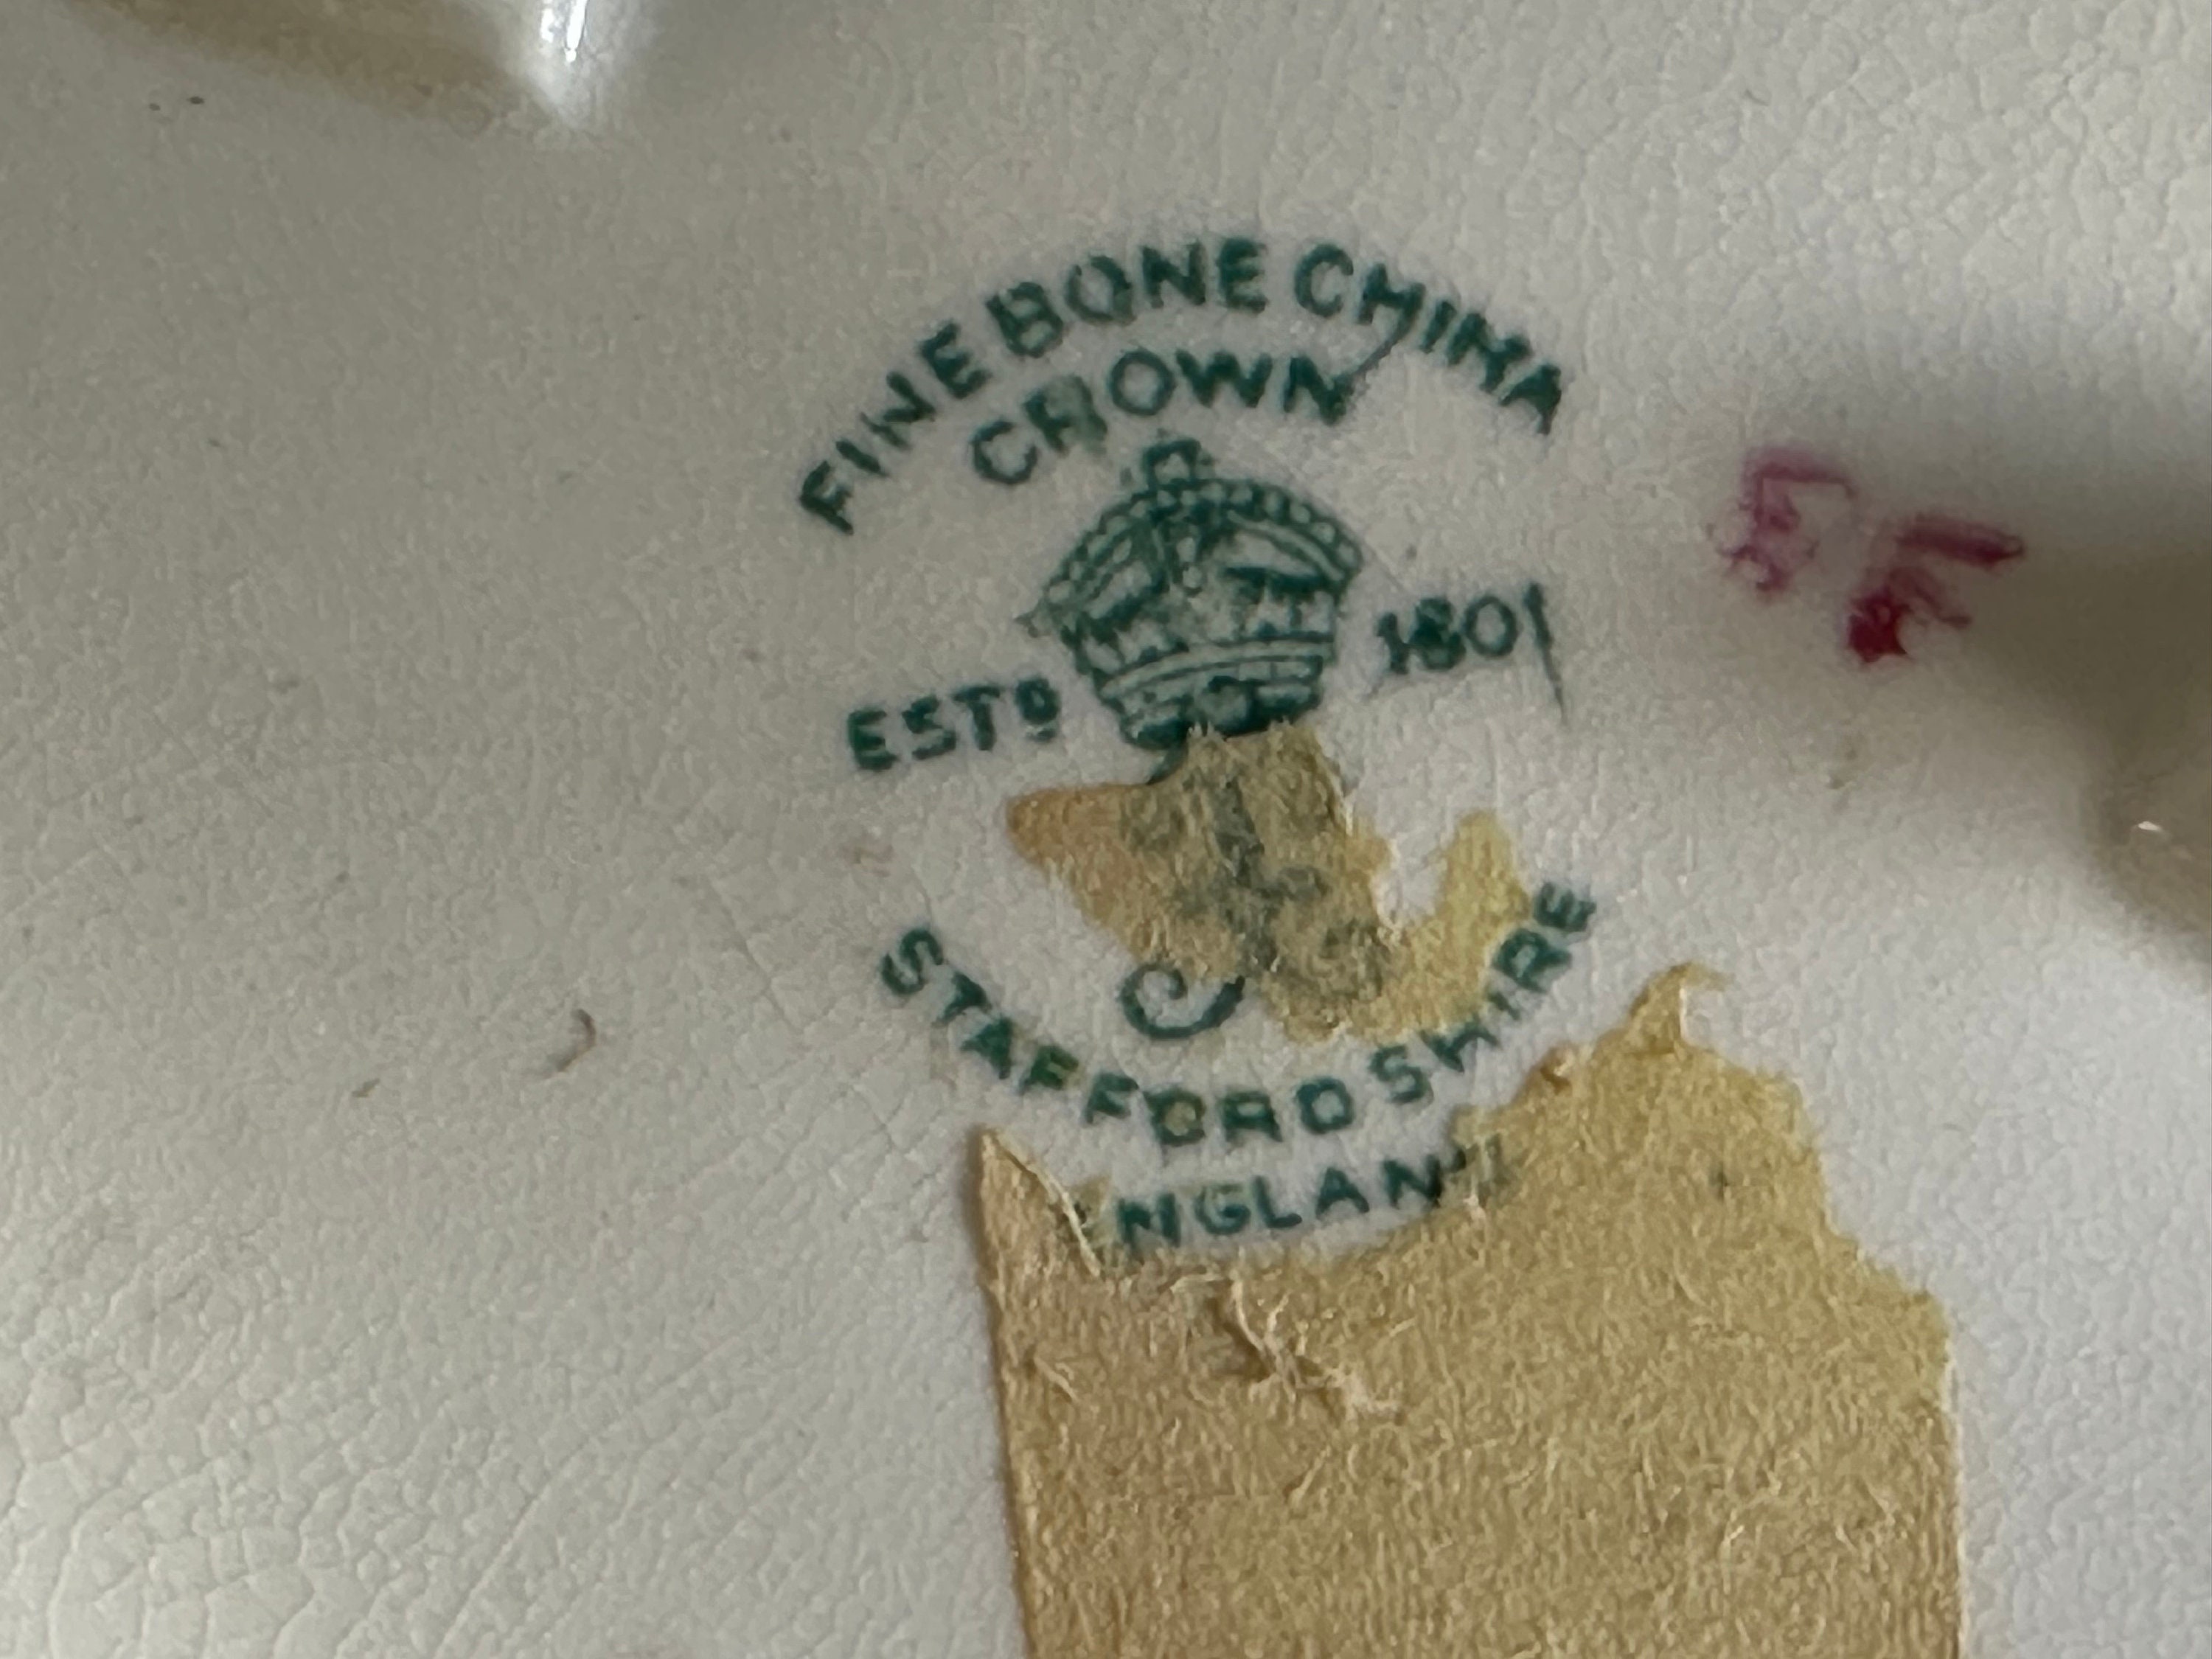 FINE BONE CHINA
CROWN
ESTD 1801
STAFFORDSHIRE
ENGLAND